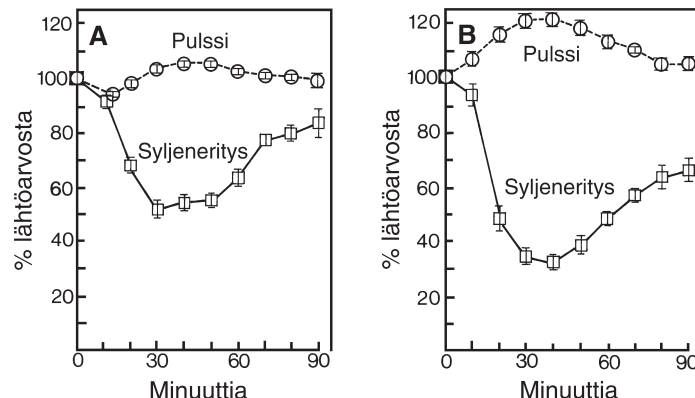 A
Pulssi
Syljeneritys
% lähtöarvosta
120
100
80
60
40
20
0
30
60
90
Minuuttia
B
Pulssi
Syljeneritys
% lähtöarvosta
120
100
80
60
40
20
0
30
60
90
Minuuttia